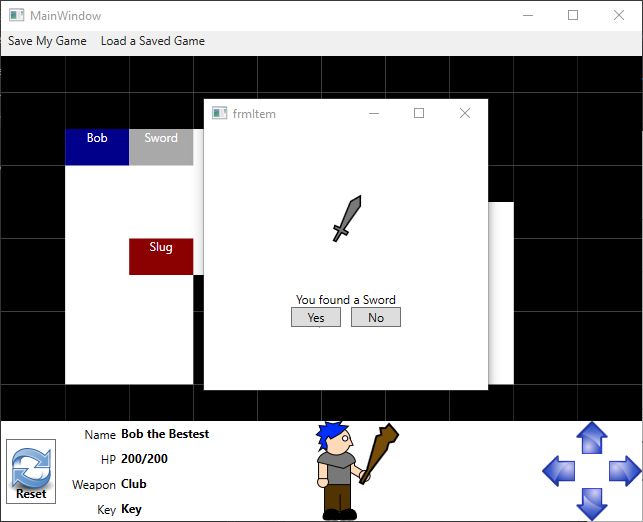 MainWindow
Save My Game Load a Saved Game
frmItem
Bob Sword
Slug
You found a Sword
Yes No
Name Bob the Bestest
HP 200/200
Weapon Club
Key Key
Reset